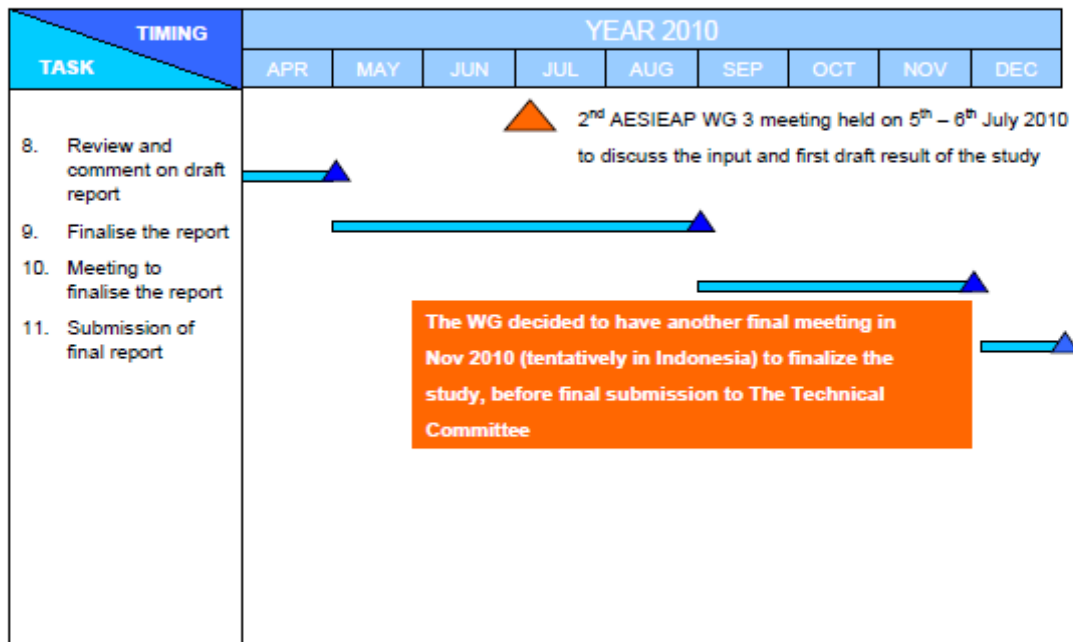 TIMING
TASK
YEAR 2010
APR MAY JUN JUL AUG SEP OCT NOV DEC
2nd AESIEAP WG 3 meeting held on 5th – 6th July 2010
to discuss the input and first draft result of the study
8. Review and
comment on draft
report
9. Finalise the report
10. Meeting to
finalise the report
11. Submission of
final report
The WG decided to have another final meeting in
Nov 2010 (tentatively in Indonesia) to finalize the
study, before final submission to The Technical
Committee